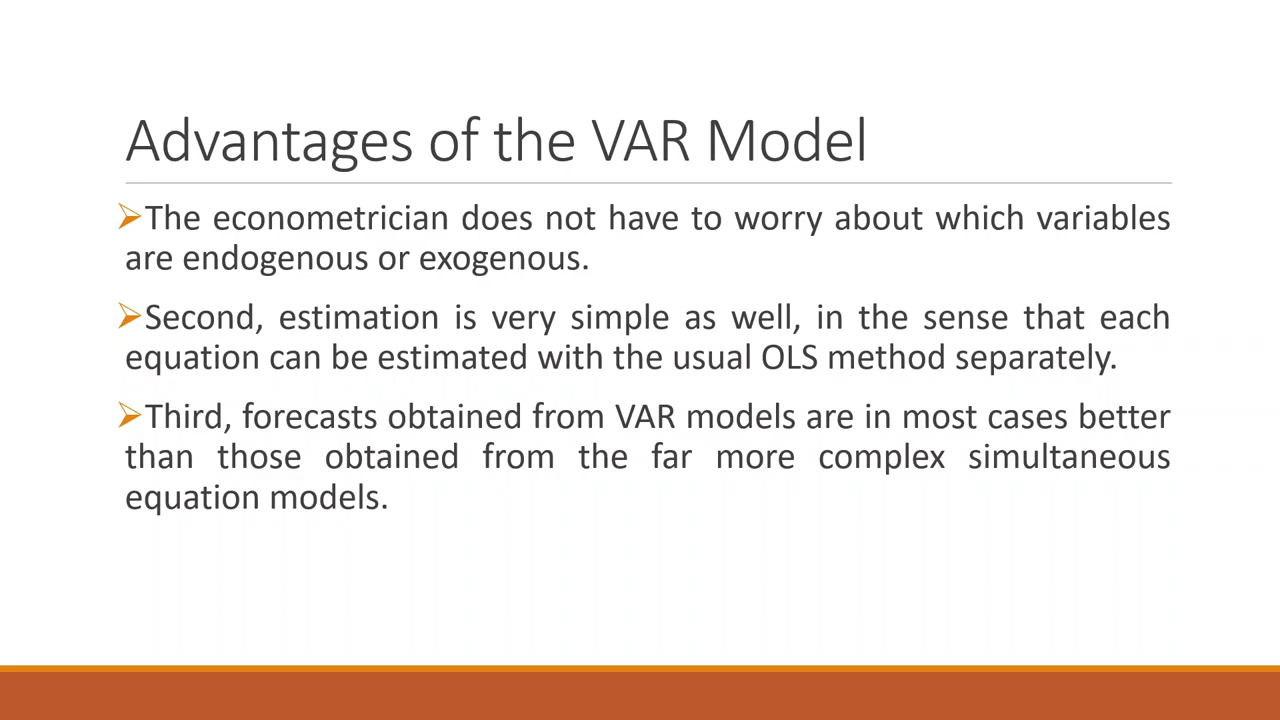 Advantages of the VAR Model
➢The econometrician does not have to worry about which variables
are endogenous or exogenous.
➢Second, estimation is very simple as well, in the sense that each
equation can be estimated with the usual OLS method separately.
➢Third, forecasts obtained from VAR models are in most cases better
than those obtained from the far more complex simultaneous
equation models.